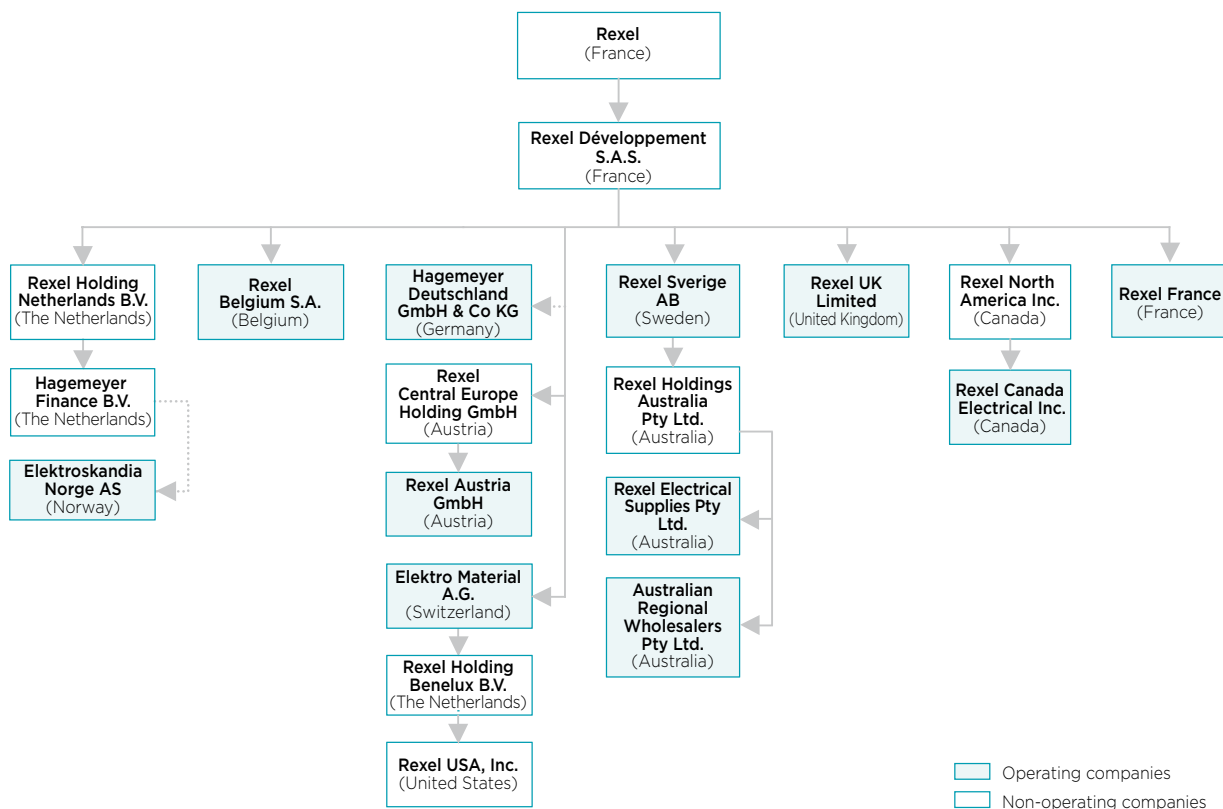 Rexel
(France)
Rexel Développement
S.A.S.
(France)
Rexel Holding
Netherlands B.V.
(The Netherlands)
Rexel
Belgium S.A.
(Belgium)
Hagemeyer
Deutschland
GmbH & Co KG
(Germany)
Rexel Sverige
AB
(Sweden)
Rexel UK
Limited
(United Kingdom)
Rexel North
America Inc.
(Canada)
Rexel France
(France)
Hagemeyer
Finance B.V.
(The Netherlands)
Rexel
Central Europe
Holding GmbH
(Austria)
Rexel Holdings
Australia
Pty Ltd.
(Australia)
Rexel Canada
Electrical Inc.
(Canada)
Elektroskandia
Norge AS
(Norway)
Rexel Austria
GmbH
(Austria)
Rexel Electrical
Supplies Pty
Ltd.
(Australia)
Elektro Material
A.G.
(Switzerland)
Australian
Regional
Wholesalers
Pty Ltd.
(Australia)
Rexel Holding
Benelux B.V.
(The Netherlands)
Rexel USA, Inc.
(United States)
Operating companies
Non-operating companies